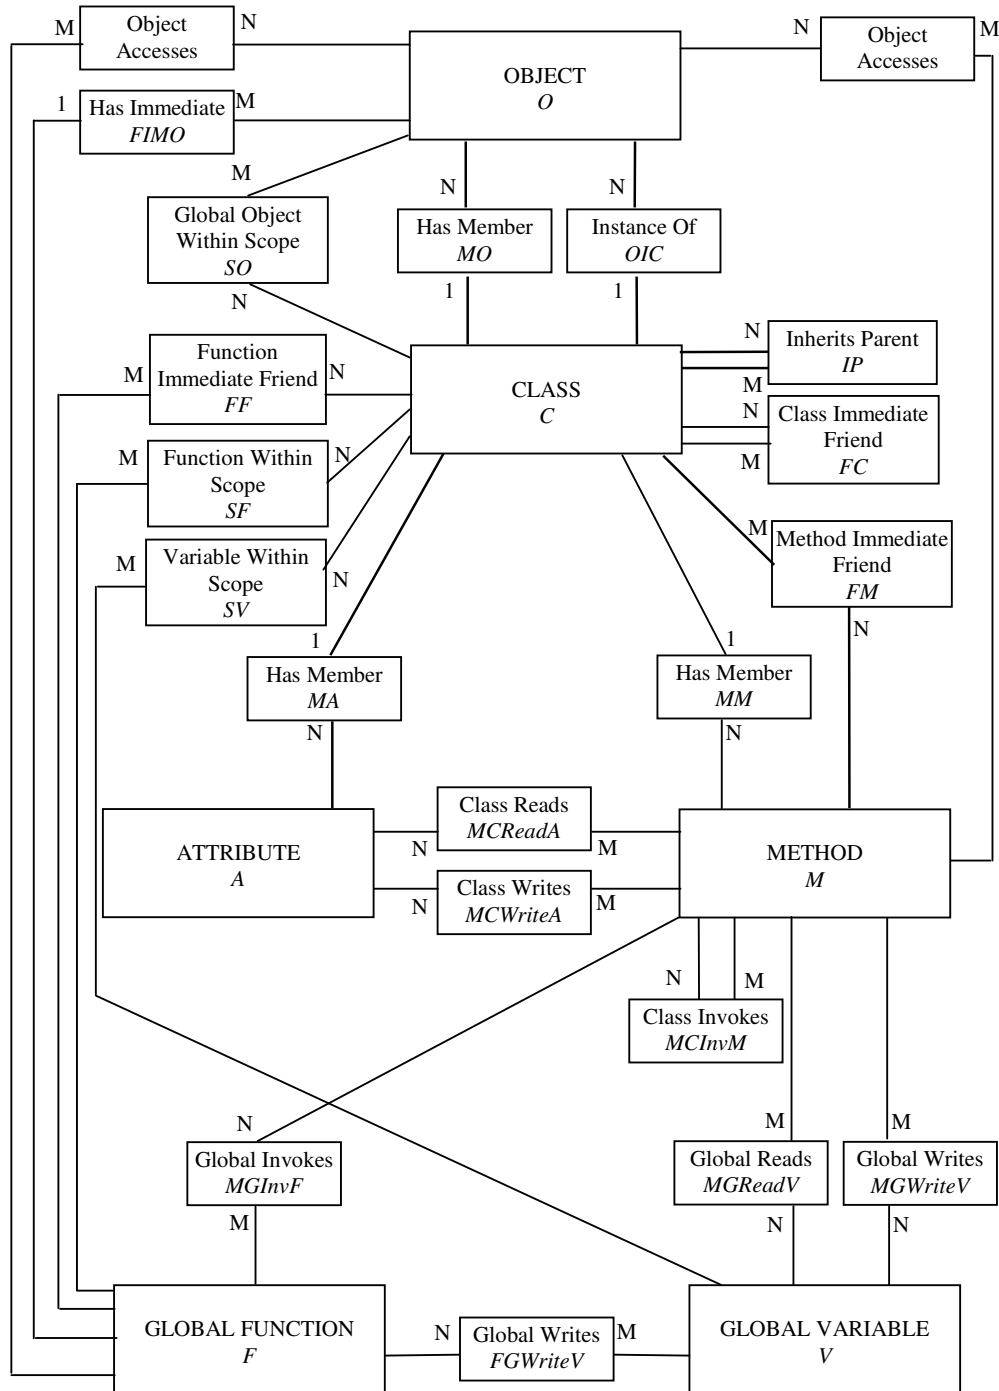 M
Object
Accesses
N
OBJECT
O
N
Object
Accesses
M
1
Has Immediate
FIMO
M
M
Global Object
Within Scope
SO
N
N
Has Member
MO
1
N
Instance Of
OIC
1
M
Function
Immediate Friend
FF
N
CLASS
C
N
Inherits Parent
IP
M
N
Class Immediate
Friend
FC
M
M
Function Within
Scope
SF
N
M
Variable Within
Scope
SV
N
M
Method Immediate
Friend
FM
N
1
Has Member
MA
N
1
Has Member
MM
N
ATTRIBUTE
A
Class Reads
MCReadA
N
M
Class Writes
MCWriteA
N
M
METHOD
M
N
M
Class Invokes
MCInvM
N
Global Invokes
MGInvF
M
M
Global Reads
MGReadV
N
M
Global Writes
MGWriteV
N
GLOBAL FUNCTION
F
N
Global Writes
FGWriteV
M
GLOBAL VARIABLE
V